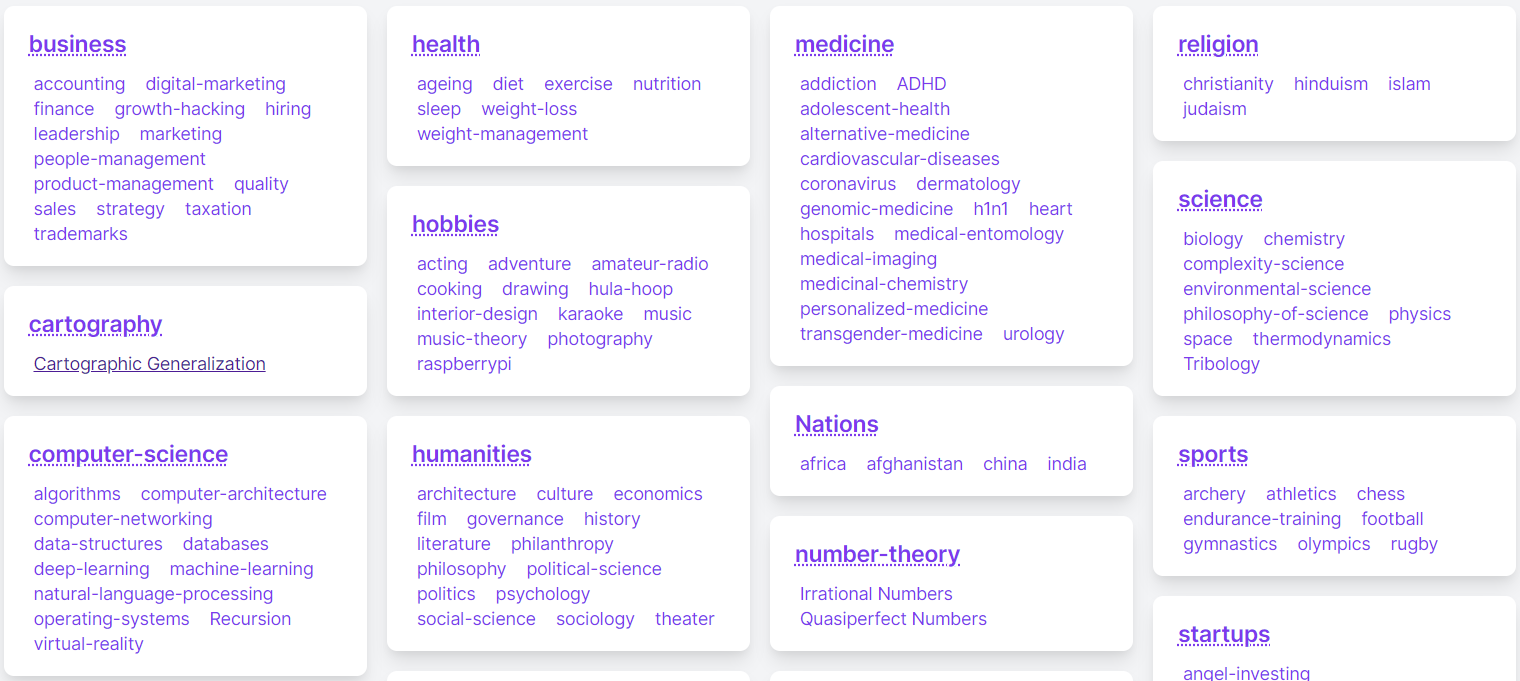 business
accounting digital-marketing
finance growth-hacking hiring
leadership marketing
people-management
product-management quality
sales strategy taxation
trademarks
cartography
Cartographic Generalization
computer-science
algorithms computer-architecture
computer-networking
data-structures databases
deep-learning machine-learning
natural-language-processing
operating-systems Recursion
virtual-reality
health
ageing diet exercise nutrition
sleep weight-loss
weight-management
hobbies
acting adventure amateur-radio
cooking drawing hula-hoop
interior-design karaoke music
music-theory photography
raspberrypi
humanities
architecture culture economics
film governance history
literature philanthropy
philosophy political-science
politics psychology
social-science sociology theater
medicine
addiction ADHD
adolescent-health
alternative-medicine
cardiovascular-diseases
coronavirus dermatology
genomic-medicine h1n1 heart
hospitals medical-entomology
medical-imaging
medicinal-chemistry
personalized-medicine
transgender-medicine urology
Nations
africa afghanistan china india
number-theory
Irrational Numbers
Quasiperfect Numbers
religion
christianity hinduism islam
judaism
science
biology chemistry
complexity-science
environmental-science
philosophy-of-science physics
space thermodynamics
Tribology
sports
archery athletics chess
endurance-training football
gymnastics olympics rugby
startups
angel-investing